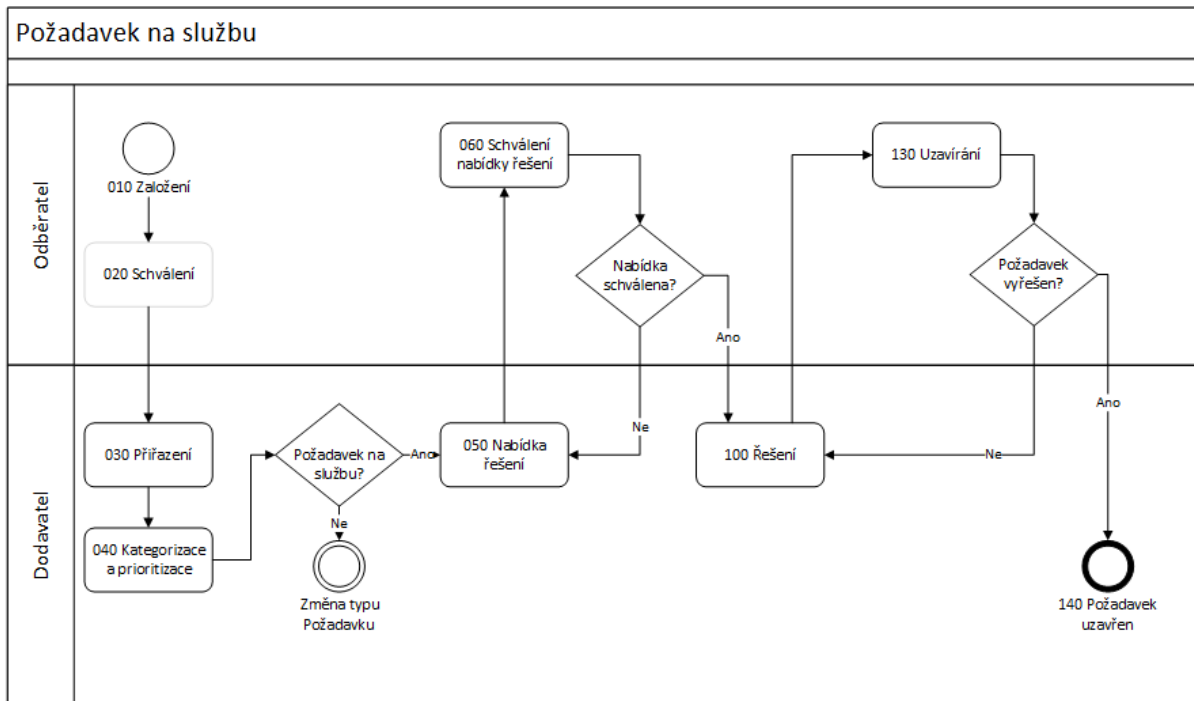 Požadavek na službu
Odběratel
010 Založení
020 Schválení
060 Schválení
nabídky řešení
Nabídka
schválena?
Ano
Ne
130 Uzavírání
Požadavek
vyřešen?
Ano
Ne
Dodavatel
030 Přiřazení
040 Kategorizace
a prioritizace
Požadavek na
službu?
Ano
Ne
Změna typu
Požadavku
050 Nabídka
řešení
100 Řešení
140 Požadavek
uzavřen